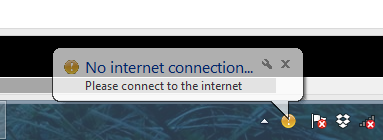 No internet connection...
Please connect to the internet